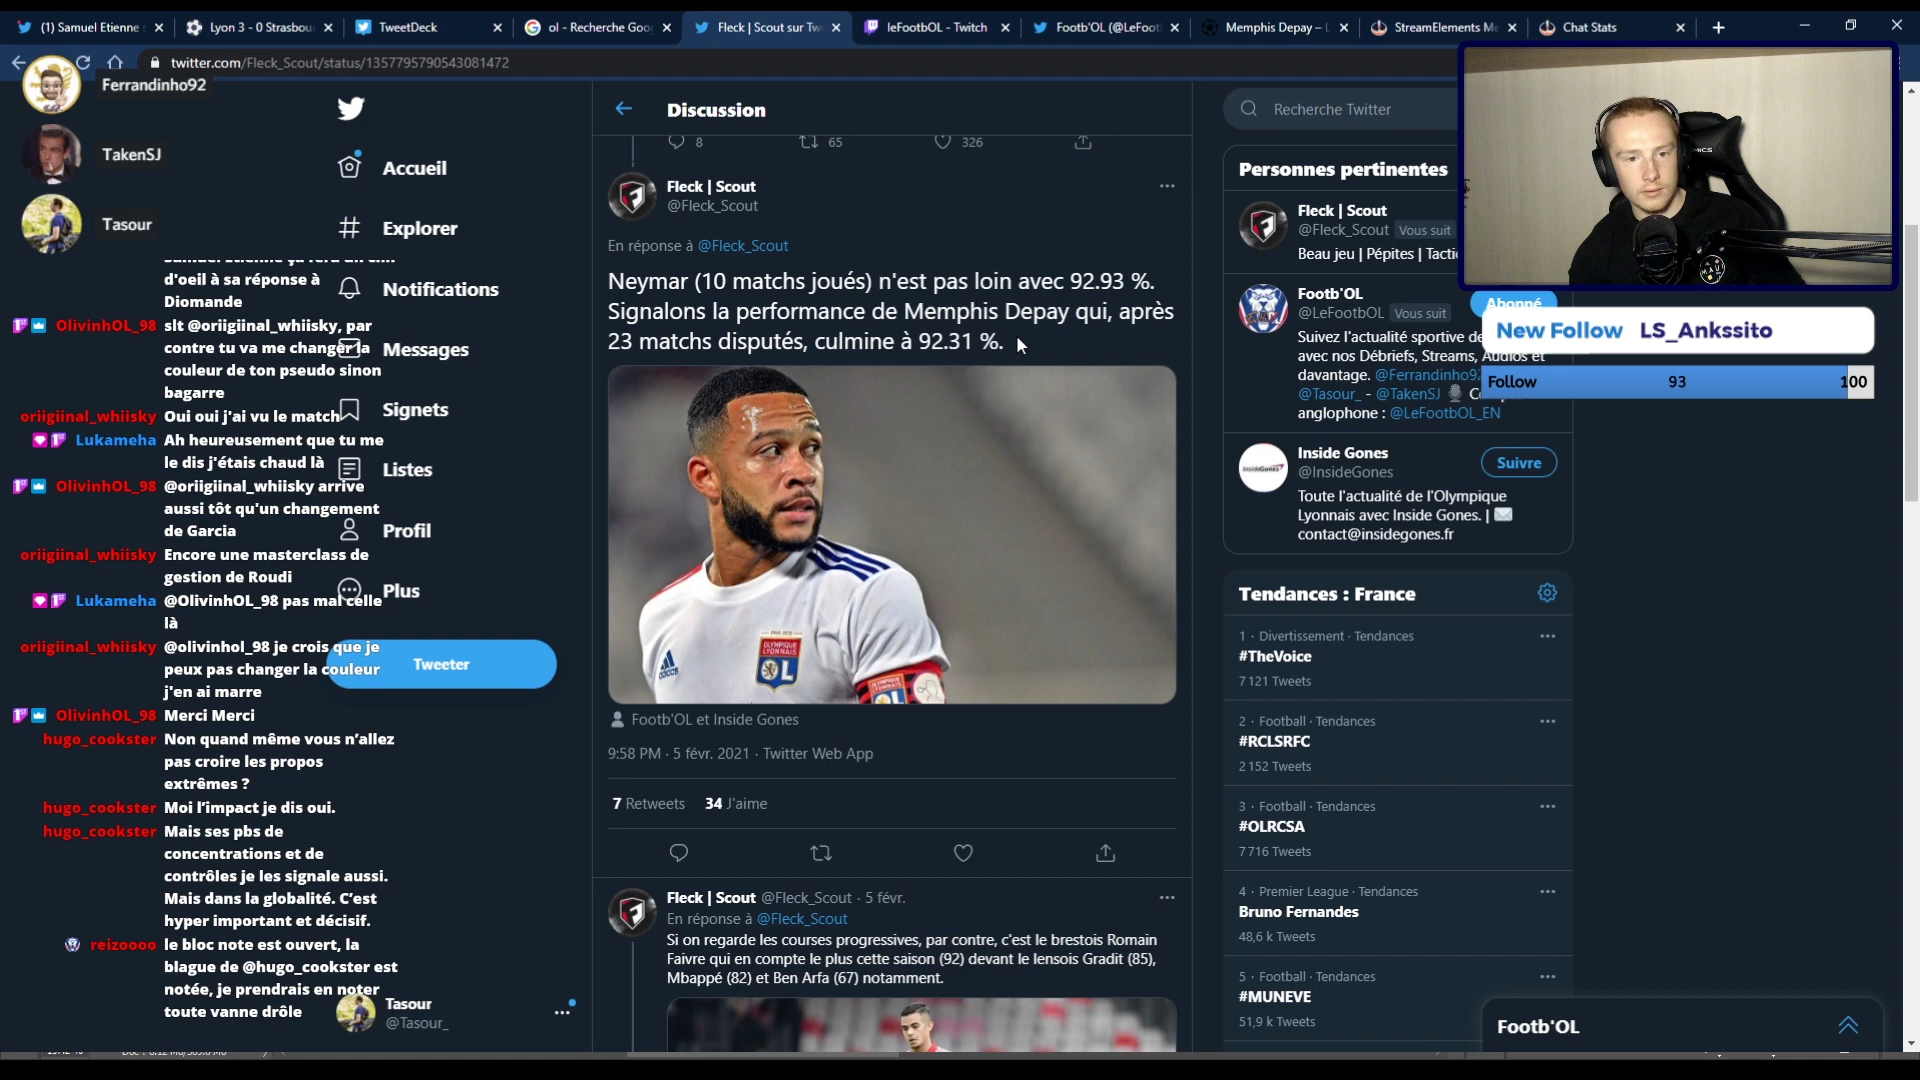 (1) Samuel Etienne
Lyon 3 - 0 Strasbou
TweetDeck
ol - Recherche Goo
Fleck | Scout sur Tw
leFootbOL - Twitch
Footb'OL (@LeFootb
Memphis Depay – L
StreamElements Me
Chat Stats
twitter.com/Fleck_Scout/status/1357795790543081472
Ferrandinho92
TakenSJ
Tasour
d'oeil à sa réponse à
Diomande
OlivinhOL_98 slt @oriigiinal_whiisky, par
contre tu va me changer la
couleur de ton pseudo sinon
bagarre
oriigiinal_whiisky Oui oui j'ai vu le match
Lukameha Ah heureusement que tu me
le dis j'étais chaud là
OlivinhOL_98 @oriigiinal_whiisky arrive
aussi tôt qu'un changement
de Garcia
oriigiinal_whiisky Encore une masterclass de
gestion de Roudi
Lukameha @OlivinhOL_98 pas mal celle
là
oriigiinal_whiisky @olivinhol_98 je crois que je
peux pas changer la couleur
j'en ai marre
OlivinhOL_98 Merci Merci
hugo_cookster Non quand même vous n'allez
pas croire les propos
extrêmes ?
hugo_cookster Moi l'impact je dis oui.
hugo_cookster Mais ses pbs de
concentrations et de
contrôles je les signale aussi.
Mais dans la globalité. C'est
hyper important et décisif.
reizoooo le bloc note est ouvert, la
blague de @hugo_cookster est
notée, je prendrais en noter
toute vanne drôle
Accueil
Explorer
Notifications
Messages
Signets
Listes
Profil
Plus
Tweeter
Tasour
@Tasour_
Discussion
8
65
326
Fleck | Scout
@Fleck_Scout
En réponse à @Fleck_Scout
Neymar (10 matchs joués) n'est pas loin avec 92.93 %.
Signalons la performance de Memphis Depay qui, après
23 matchs disputés, culmine à 92.31 %.
adidas
OLYMPIQUE
LYONNAIS
OL
OL
Footb'OL et Inside Gones
9:58 PM · 5 févr. 2021 · Twitter Web App
7 Retweets 34 J'aime
Fleck | Scout @Fleck_Scout · 5 févr.
En réponse à @Fleck_Scout
Si on regarde les courses progressives, par contre, c'est le brestois Romain
Faivre qui en compte le plus cette saison (92) devant le lensois Gradit (85),
Mbappé (82) et Ben Arfa (67) notamment.
Recherche Twitter
Personnes pertinentes
Fleck | Scout
@Fleck_Scout Vous suit
Beau jeu | Pépites | Tacti
Footb'OL
@LeFootbOL Vous suit
Abonné
Suivez l'actualité sportive de
avec nos Débriefs, Streams, Audios et
davantage. @Ferrandinho92
@Tasour_ - @TakenSJ
anglophone : @LeFootbOL_EN
Inside Gones
@InsideGones
Suivre
Toute l'actualité de l'Olympique
Lyonnais avec Inside Gones. |
contact@insidegones.fr
New Follow LS_Ankssito
Follow 93 100
Tendances : France
1 · Divertissement · Tendances
#TheVoice
7 121 Tweets
2 · Football · Tendances
#RCLSRFC
2 152 Tweets
3 · Football · Tendances
#OLRCSA
7 716 Tweets
4 · Premier League · Tendances
Bruno Fernandes
48,6 k Tweets
5 · Football · Tendances
#MUNEVE
51,9 k Tweets
Footb'OL